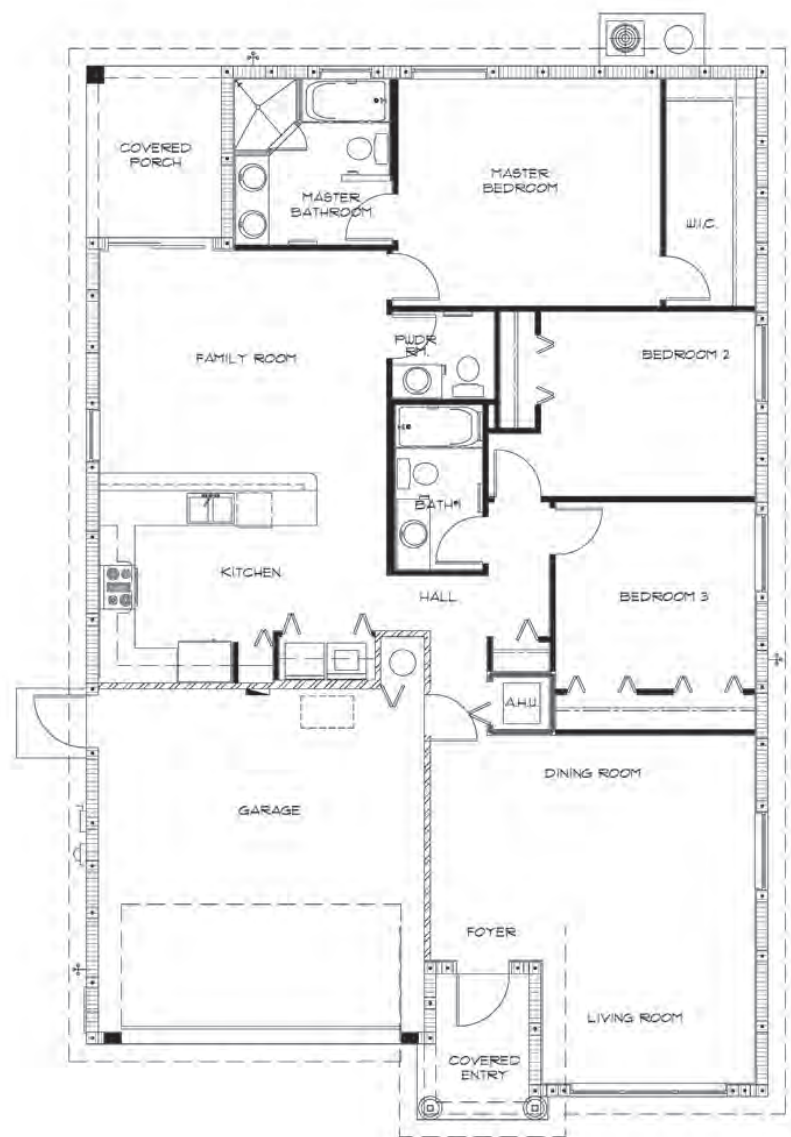 COVERED
PORCH
MASTER
BATHROOM
MASTER
BEDROOM
W.I.C.
PWDR
RM.
FAMILY ROOM
BEDROOM 2
BATH#1
KITCHEN
HALL
BEDROOM 3
A.H.U.
DINING ROOM
GARAGE
FOYER
LIVING ROOM
COVERED
ENTRY